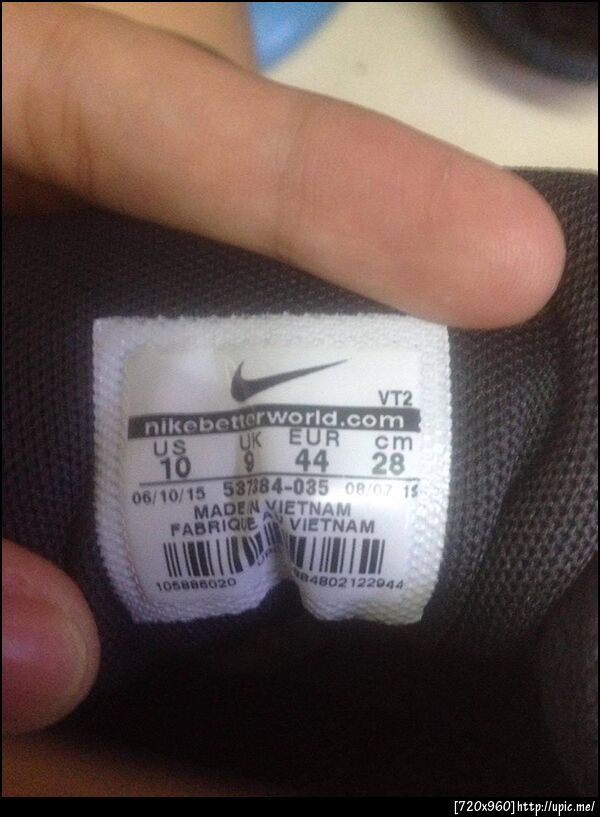 VT2
nikebetterworld.com
US UK EUR cm
10 9 44 28
06/10/15 537384-035 08/07
MADE IN VIETNAM
FABRIQUE VIETNAM
105886020
[720x960]http://upic.me/